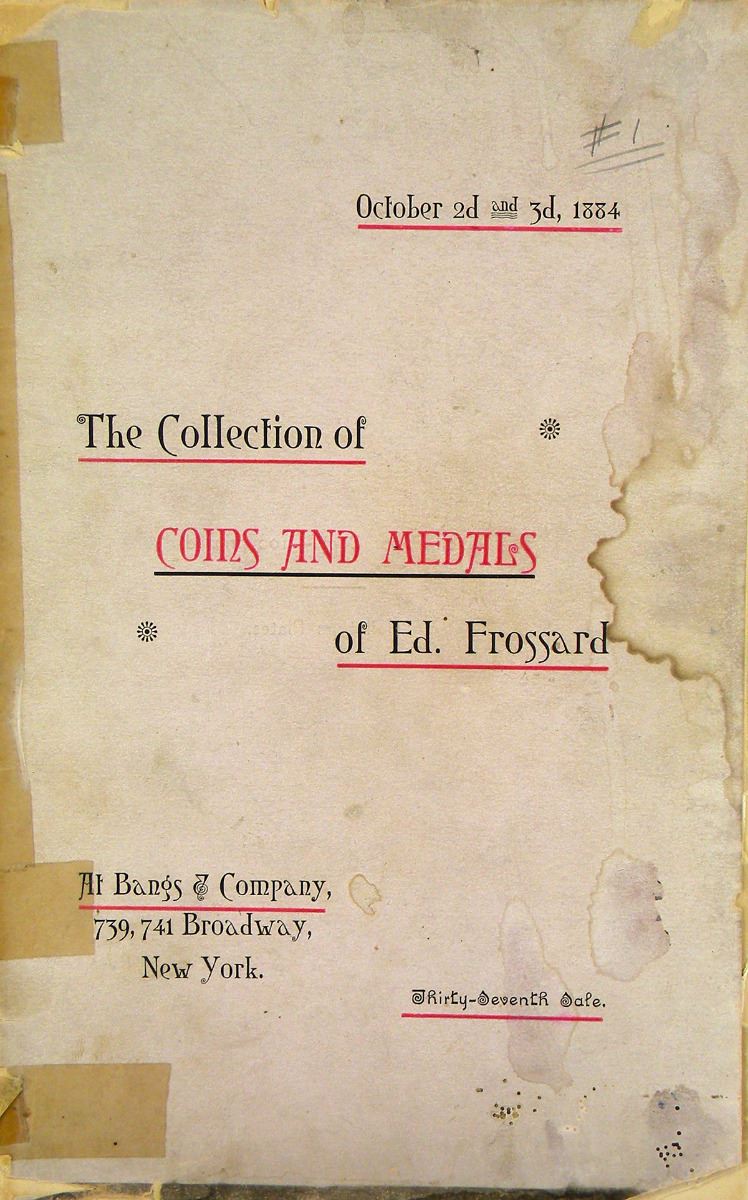 #1
October 2d and 3d, 1884
The Collection of
COINS AND MEDALS
of Ed. Frossard
At Bangs & Company,
739, 741 Broadway,
New York.
Thirty-Seventh Sale.